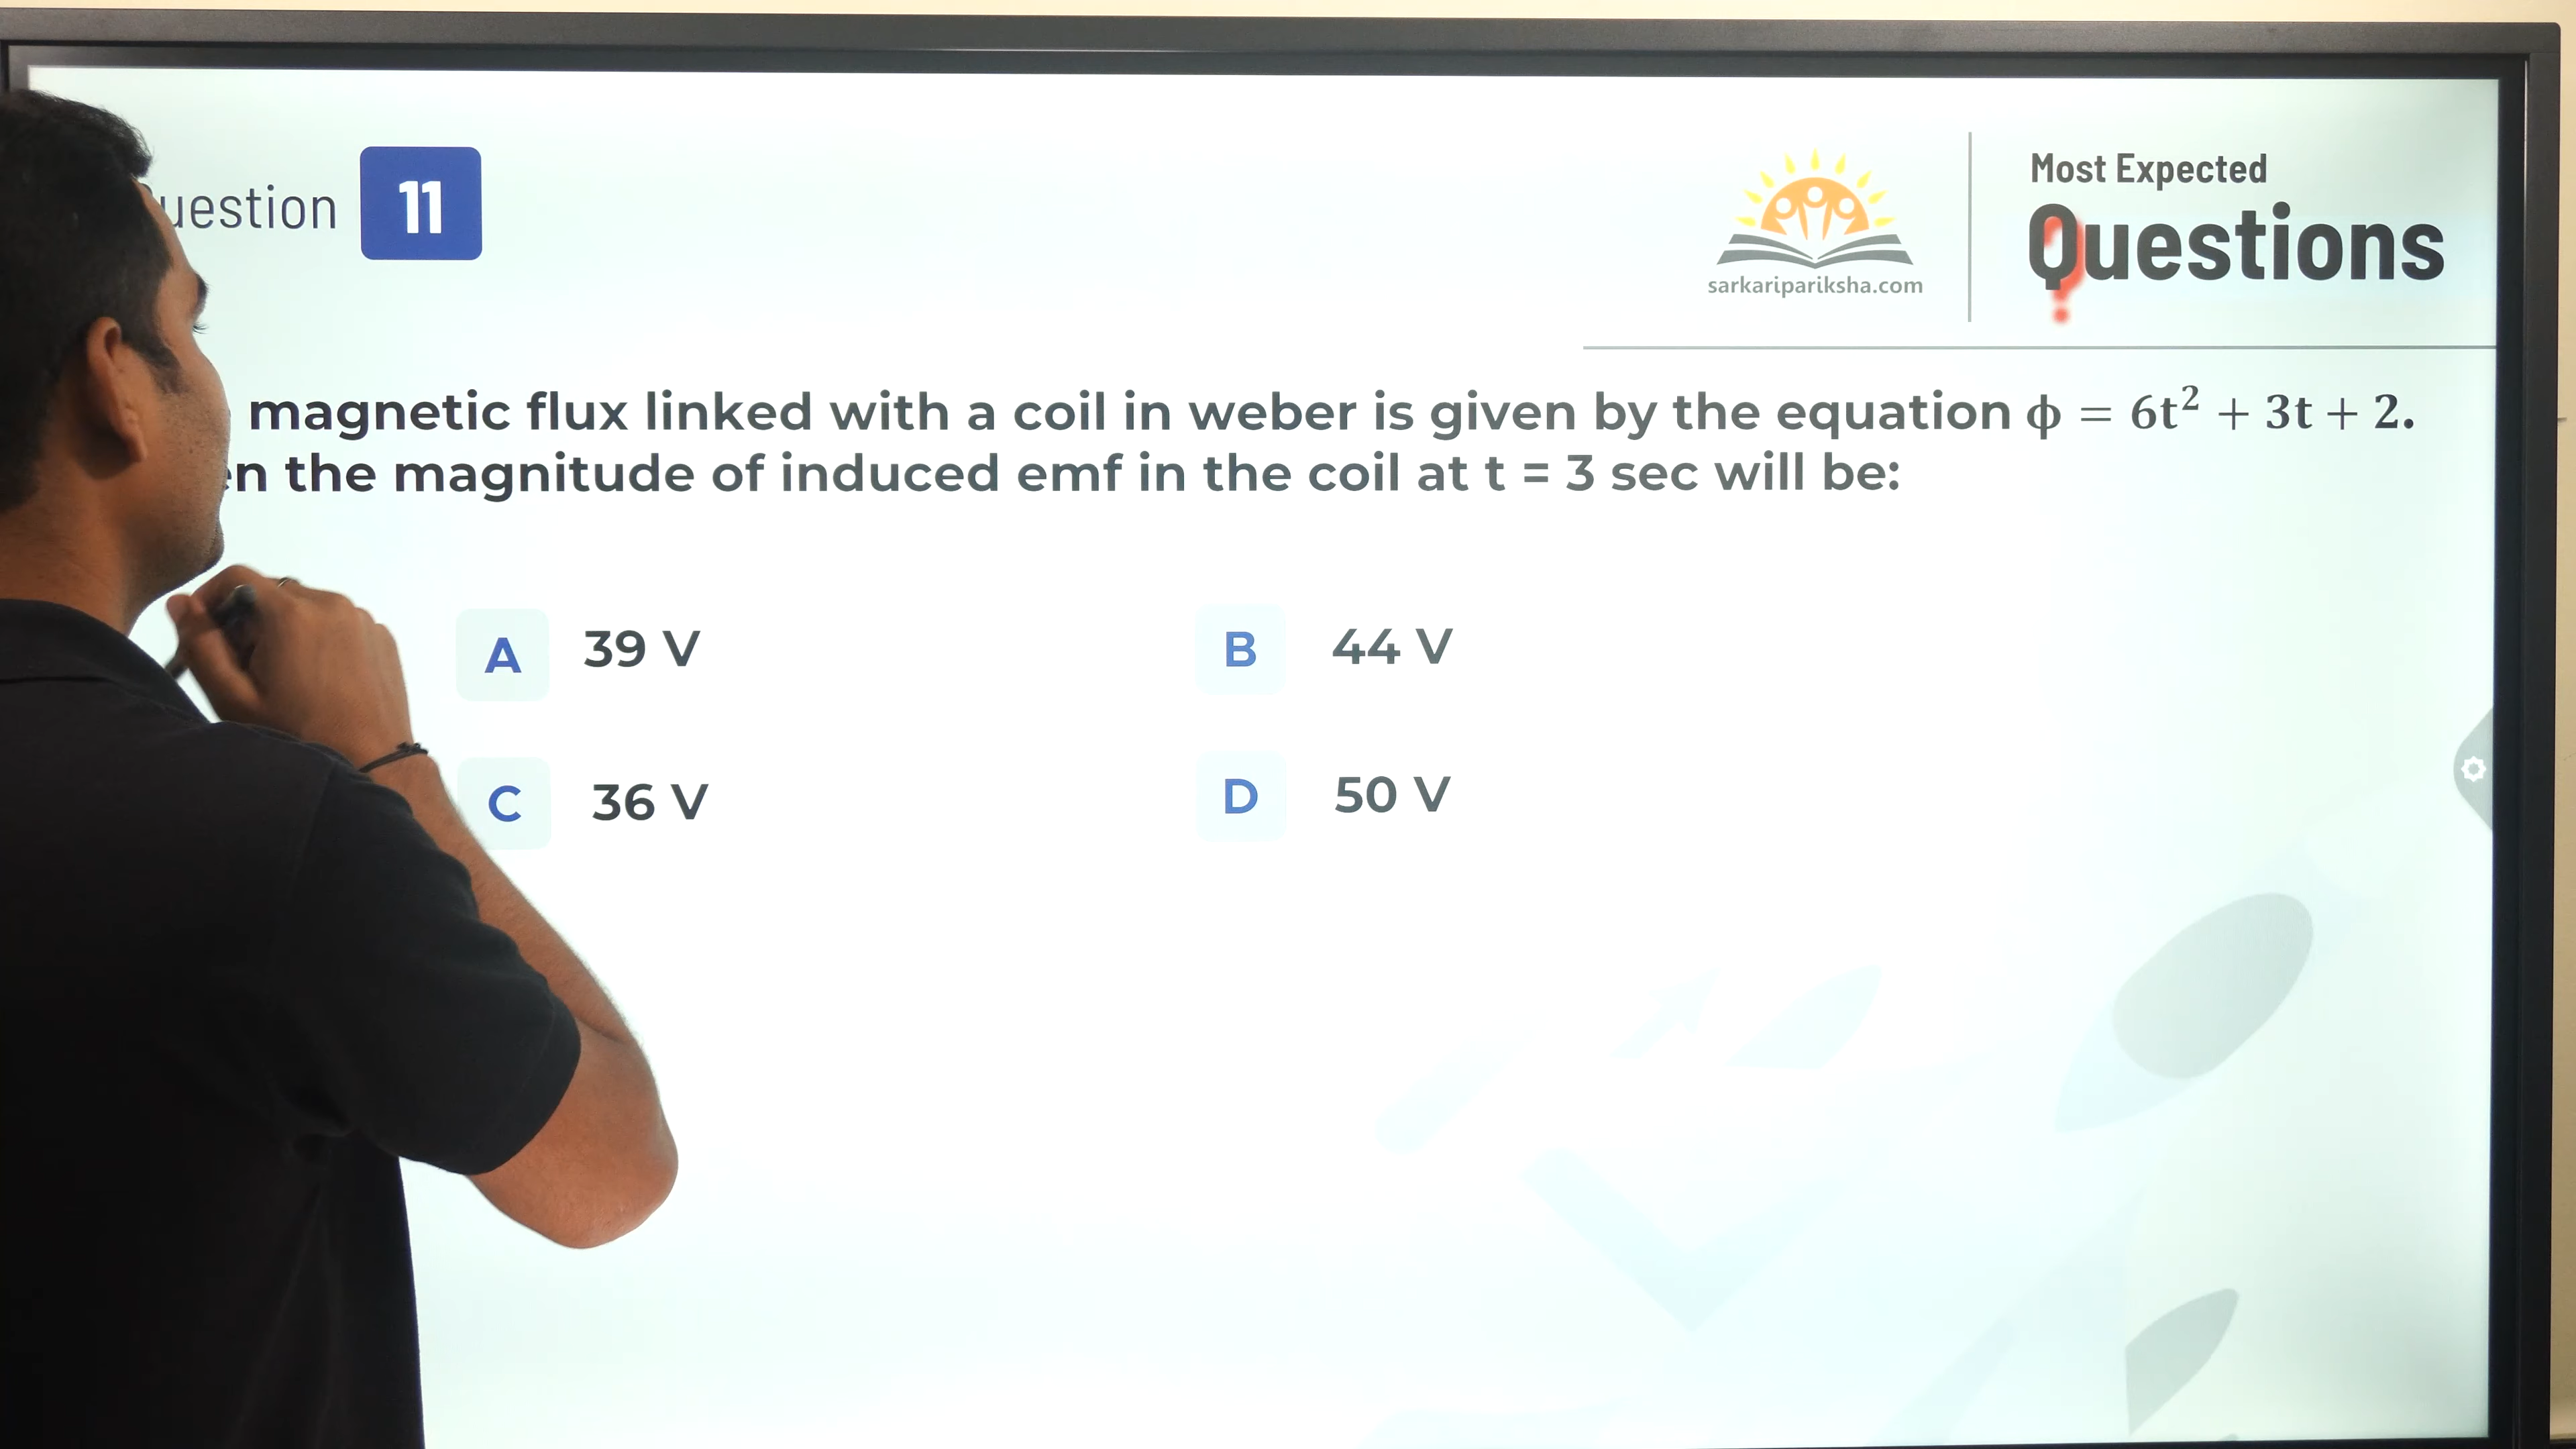 uestion 11
sarkaripariksha.com
Most Expected
Questions
magnetic flux linked with a coil in weber is given by the equation ϕ = 6t² + 3t + 2.
en the magnitude of induced emf in the coil at t = 3 sec will be:
A 39 V
B 44 V
C 36 V
D 50 V